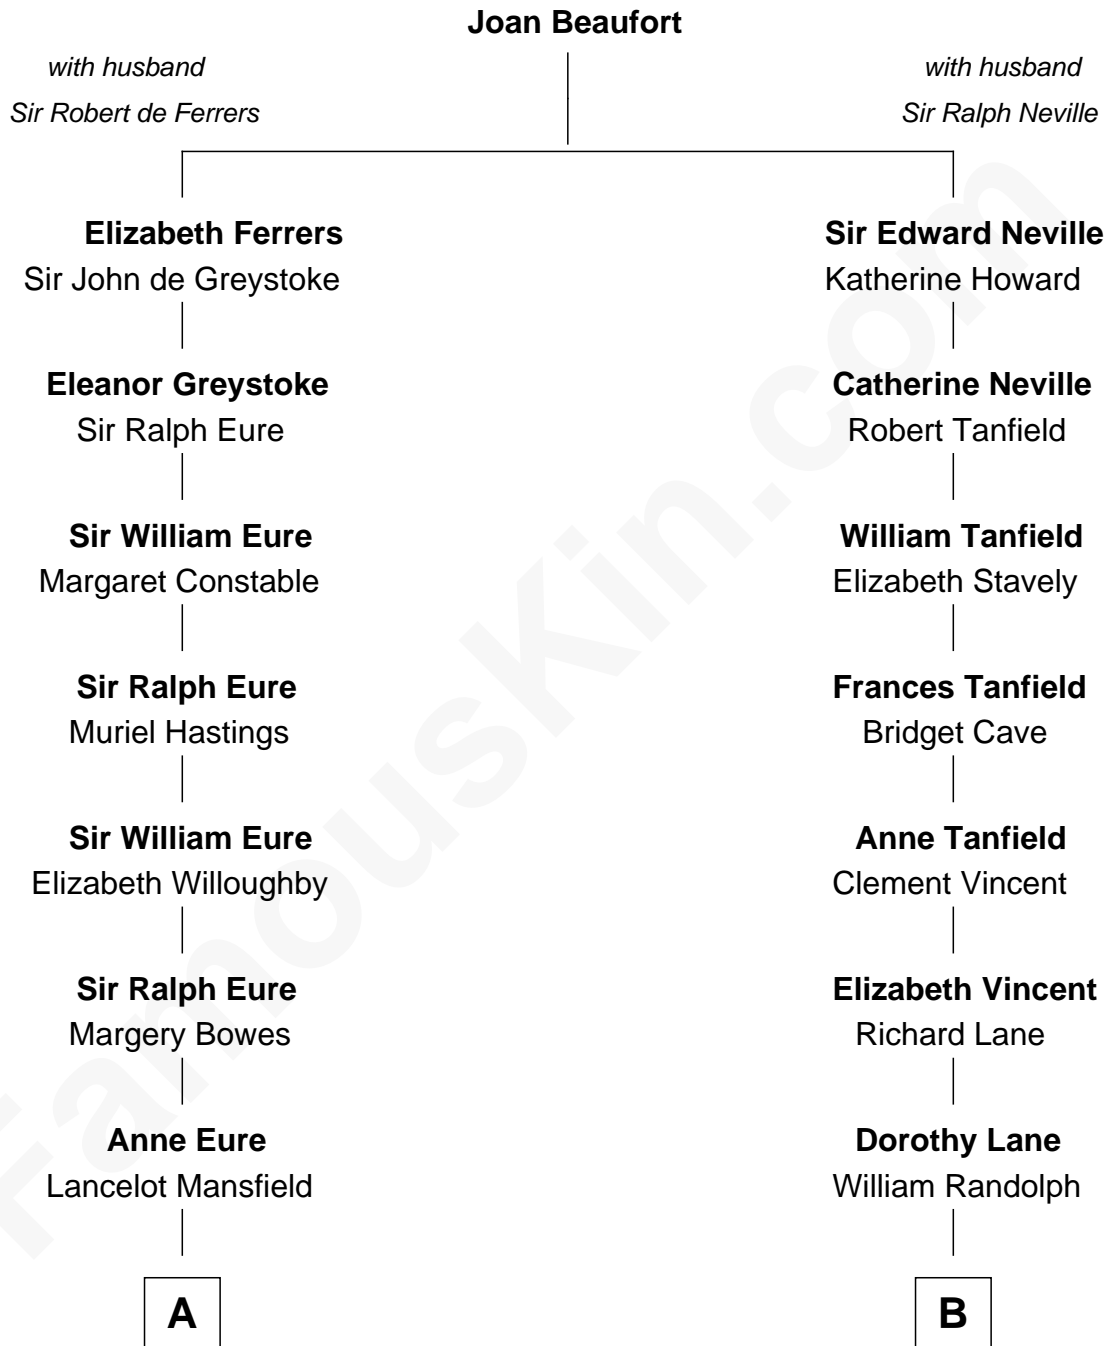 Joan Beaufort
with husband
Sir Robert de Ferrers
with husband
Sir Ralph Neville
Elizabeth Ferrers
Sir John de Greystoke
Sir Edward Neville
Katherine Howard
Eleanor Greystoke
Sir Ralph Eure
Catherine Neville
Robert Tanfield
Sir William Eure
Margaret Constable
William Tanfield
Elizabeth Stavely
Sir Ralph Eure
Muriel Hastings
Frances Tanfield
Bridget Cave
Sir William Eure
Elizabeth Willoughby
Anne Tanfield
Clement Vincent
Sir Ralph Eure
Margery Bowes
Elizabeth Vincent
Richard Lane
Anne Eure
Lancelot Mansfield
Dorothy Lane
William Randolph
A
B
FamousKin.com